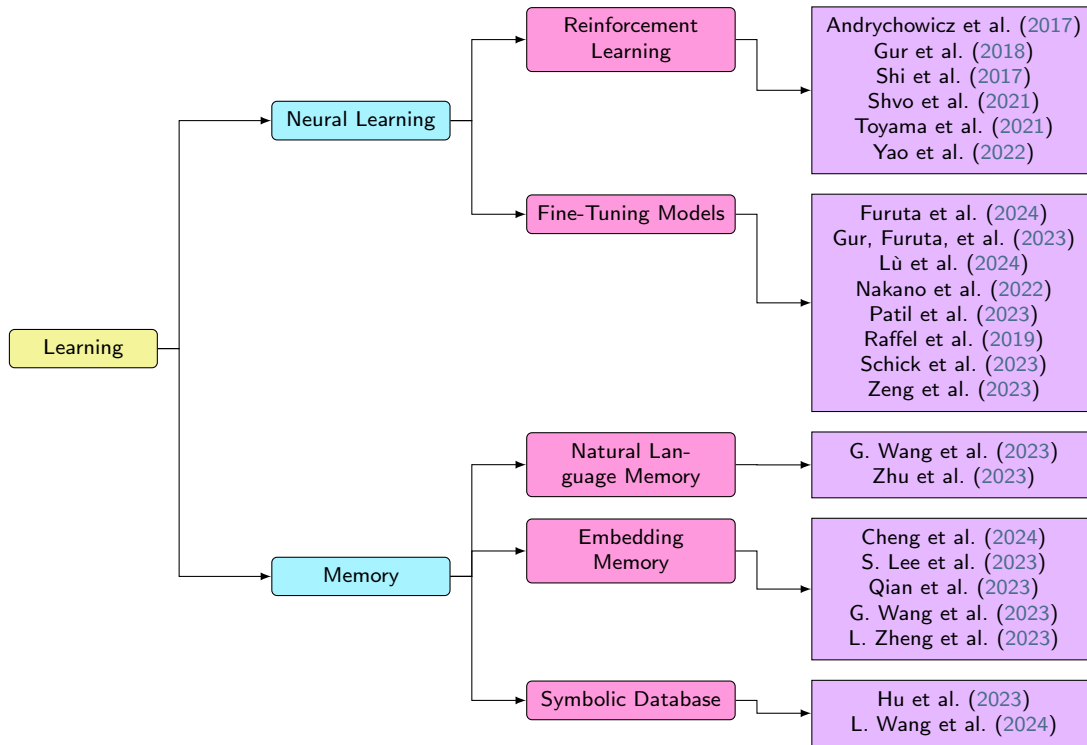 Learning
Neural Learning
Reinforcement
Learning
Andrychowicz et al. (2017)
Gur et al. (2018)
Shi et al. (2017)
Shvo et al. (2021)
Toyama et al. (2021)
Yao et al. (2022)
Fine-Tuning Models
Furuta et al. (2024)
Gur, Furuta, et al. (2023)
Lù et al. (2024)
Nakano et al. (2022)
Patil et al. (2023)
Raffel et al. (2019)
Schick et al. (2023)
Zeng et al. (2023)
Memory
Natural Lan-
guage Memory
G. Wang et al. (2023)
Zhu et al. (2023)
Embedding
Memory
Cheng et al. (2024)
S. Lee et al. (2023)
Qian et al. (2023)
G. Wang et al. (2023)
L. Zheng et al. (2023)
Symbolic Database
Hu et al. (2023)
L. Wang et al. (2024)